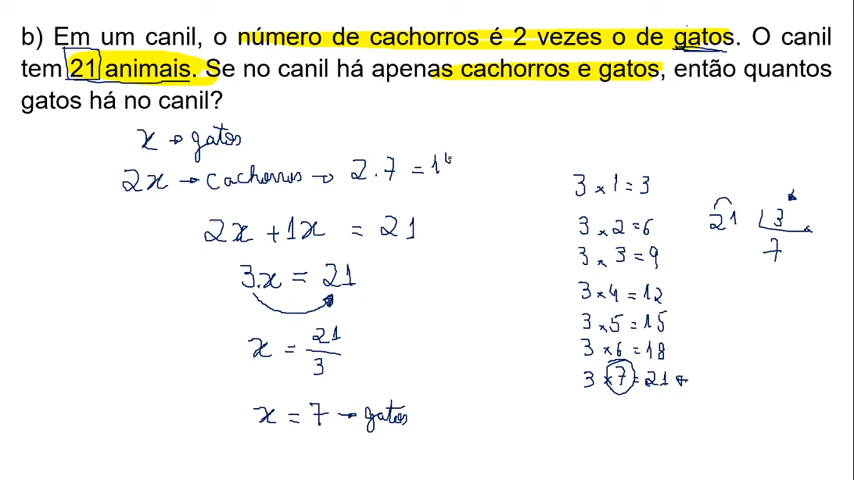 b) Em um canil, o número de cachorros é 2 vezes o de gatos. O canil
tem 21 animais. Se no canil há apenas cachorros e gatos, então quantos
gatos há no canil?
x → gatos
2x → cachorros → 2.7 = 14
2x + 1x = 21
3.x = 21
x = 21/3
x = 7 → gatos
3 × 1 = 3
3 × 2 = 6
3 × 3 = 9
3 × 4 = 12
3 × 5 = 15
3 × 6 = 18
3 × 7 = 21
21 3
7